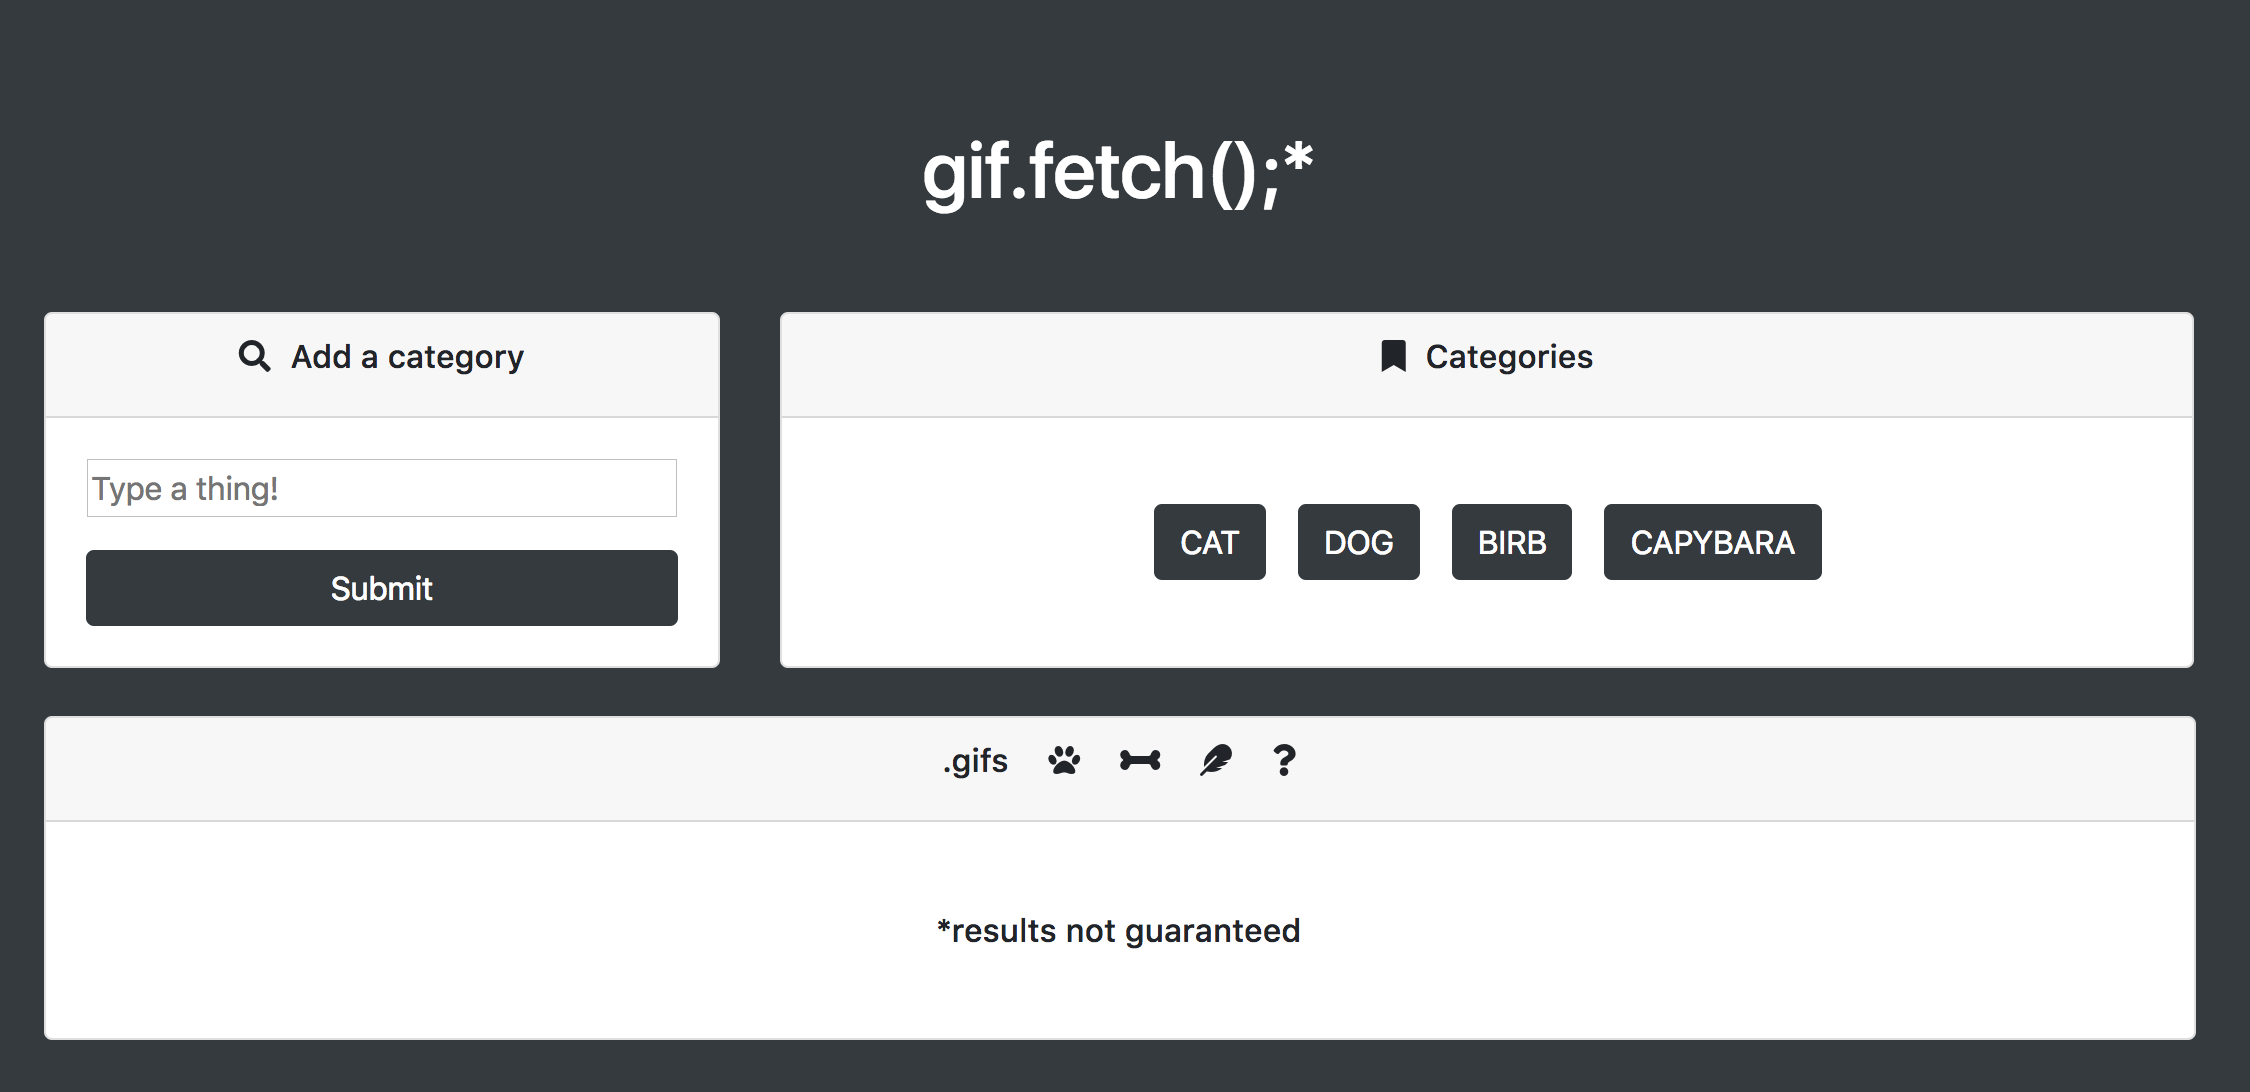 gif.fetch();*
Add a category
Type a thing!
Submit
Categories
CAT DOG BIRB CAPYBARA
.gifs ?
*results not guaranteed